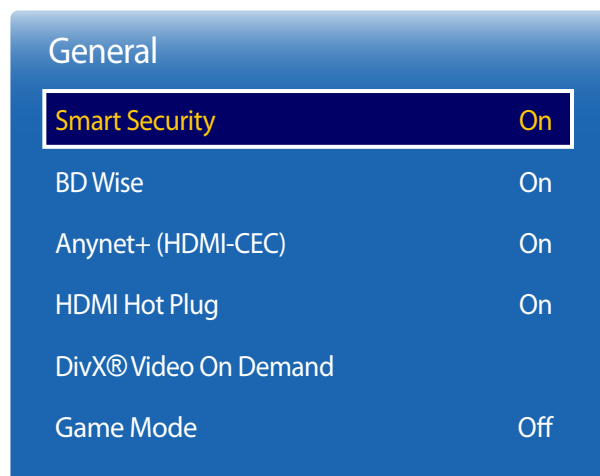 General
Smart Security On
BD Wise On
Anynet+ (HDMI-CEC) On
HDMI Hot Plug On
DivX® Video On Demand
Game Mode Off